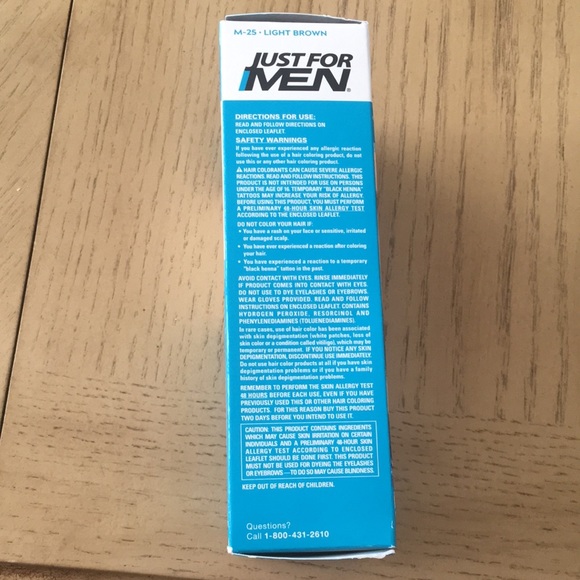 M-25 • LIGHT BROWN
JUST FOR
MEN®
DIRECTIONS FOR USE:
READ AND FOLLOW DIRECTIONS ON
ENCLOSED LEAFLET.
SAFETY WARNINGS
If you have ever experienced any allergic reaction
following the use of a hair coloring product, do not
use this or any other hair coloring product.
⚠ HAIR COLORANTS CAN CAUSE SEVERE ALLERGIC
REACTIONS. READ AND FOLLOW INSTRUCTIONS. THIS
PRODUCT IS NOT INTENDED FOR USE ON PERSONS
UNDER THE AGE OF 16. TEMPORARY "BLACK HENNA"
TATTOOS MAY INCREASE YOUR RISK OF ALLERGY.
BEFORE USING THIS PRODUCT, YOU MUST PERFORM
A PRELIMINARY 48-HOUR SKIN ALLERGY TEST
ACCORDING TO THE ENCLOSED LEAFLET.
DO NOT COLOR YOUR HAIR IF:
• You have a rash on your face or sensitive, irritated
or damaged scalp.
• You have ever experienced a reaction after coloring
your hair.
• You have experienced a reaction to a temporary
"black henna" tattoo in the past.
AVOID CONTACT WITH EYES. RINSE IMMEDIATELY
IF PRODUCT COMES INTO CONTACT WITH EYES.
DO NOT USE TO DYE EYELASHES OR EYEBROWS.
WEAR GLOVES PROVIDED. READ AND FOLLOW
INSTRUCTIONS ON ENCLOSED LEAFLET. CONTAINS
HYDROGEN PEROXIDE, RESORCINOL AND
PHENYLENEDIAMINES (TOLUENEDIAMINES).
In rare cases, use of hair color has been associated
with skin depigmentation (white patches, loss of
skin color or a condition called vitiligo), which may be
temporary or permanent. IF YOU NOTICE ANY SKIN
DEPIGMENTATION, DISCONTINUE USE IMMEDIATELY.
Do not use hair color products at all if you have skin
depigmentation problems or if you have a family
history of skin depigmentation problems.
REMEMBER TO PERFORM THE SKIN ALLERGY TEST
48 HOURS BEFORE EACH USE, EVEN IF YOU HAVE
PREVIOUSLY USED THIS OR OTHER HAIR COLORING
PRODUCTS. FOR THIS REASON BUY THIS PRODUCT
TWO DAYS BEFORE YOU INTEND TO USE IT.
CAUTION: THIS PRODUCT CONTAINS INGREDIENTS
WHICH MAY CAUSE SKIN IRRITATION ON CERTAIN
INDIVIDUALS AND A PRELIMINARY 48-HOUR SKIN
ALLERGY TEST ACCORDING TO ENCLOSED
LEAFLET SHOULD BE DONE FIRST. THIS PRODUCT
MUST NOT BE USED FOR DYEING THE EYELASHES
OR EYEBROWS—TO DO SO MAY CAUSE BLINDNESS.
KEEP OUT OF REACH OF CHILDREN.
Questions?
Call 1-800-431-2610